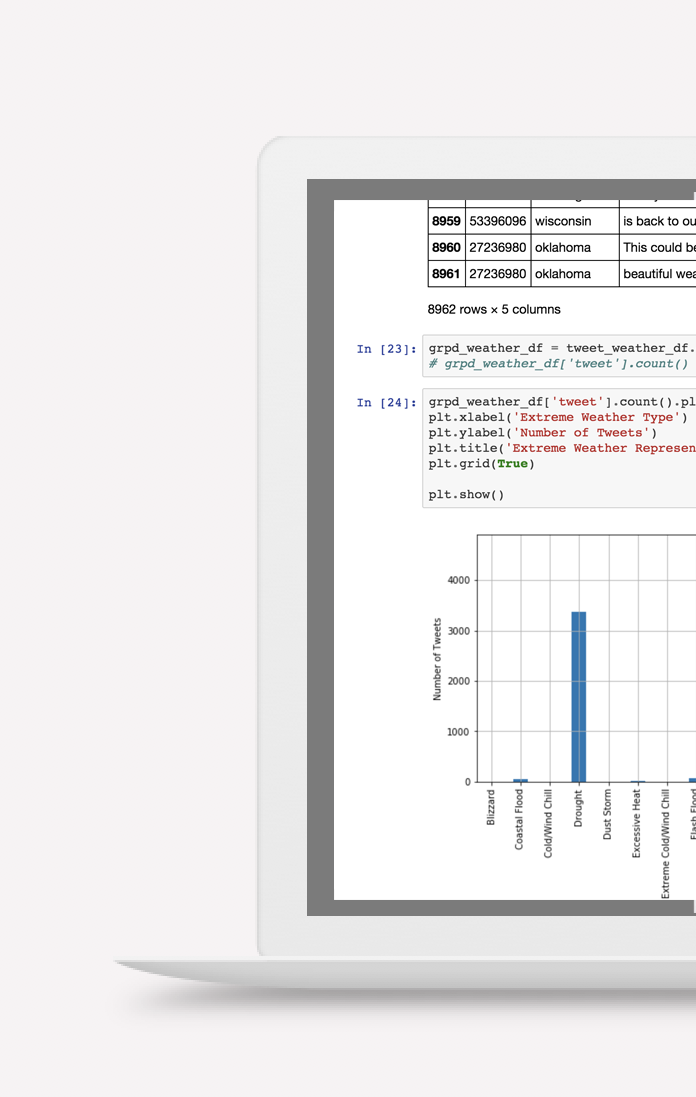 8959 53396096 wisconsin is back to ou
8960 27236980 oklahoma This could be
8961 27236980 oklahoma beautiful wea
8962 rows × 5 columns
In [23]: grpd_weather_df = tweet_weather_df.
# grpd_weather_df['tweet'].count()
In [24]: grpd_weather_df['tweet'].count().pl
plt.xlabel('Extreme Weather Type')
plt.ylabel('Number of Tweets')
plt.title('Extreme Weather Represen
plt.grid(True)
plt.show()
Number of Tweets
4000
3000
2000
1000
0
Blizzard
Coastal Flood
Cold/Wind Chill
Drought
Dust Storm
Excessive Heat
Extreme Cold/Wind Chill
Flash Flood